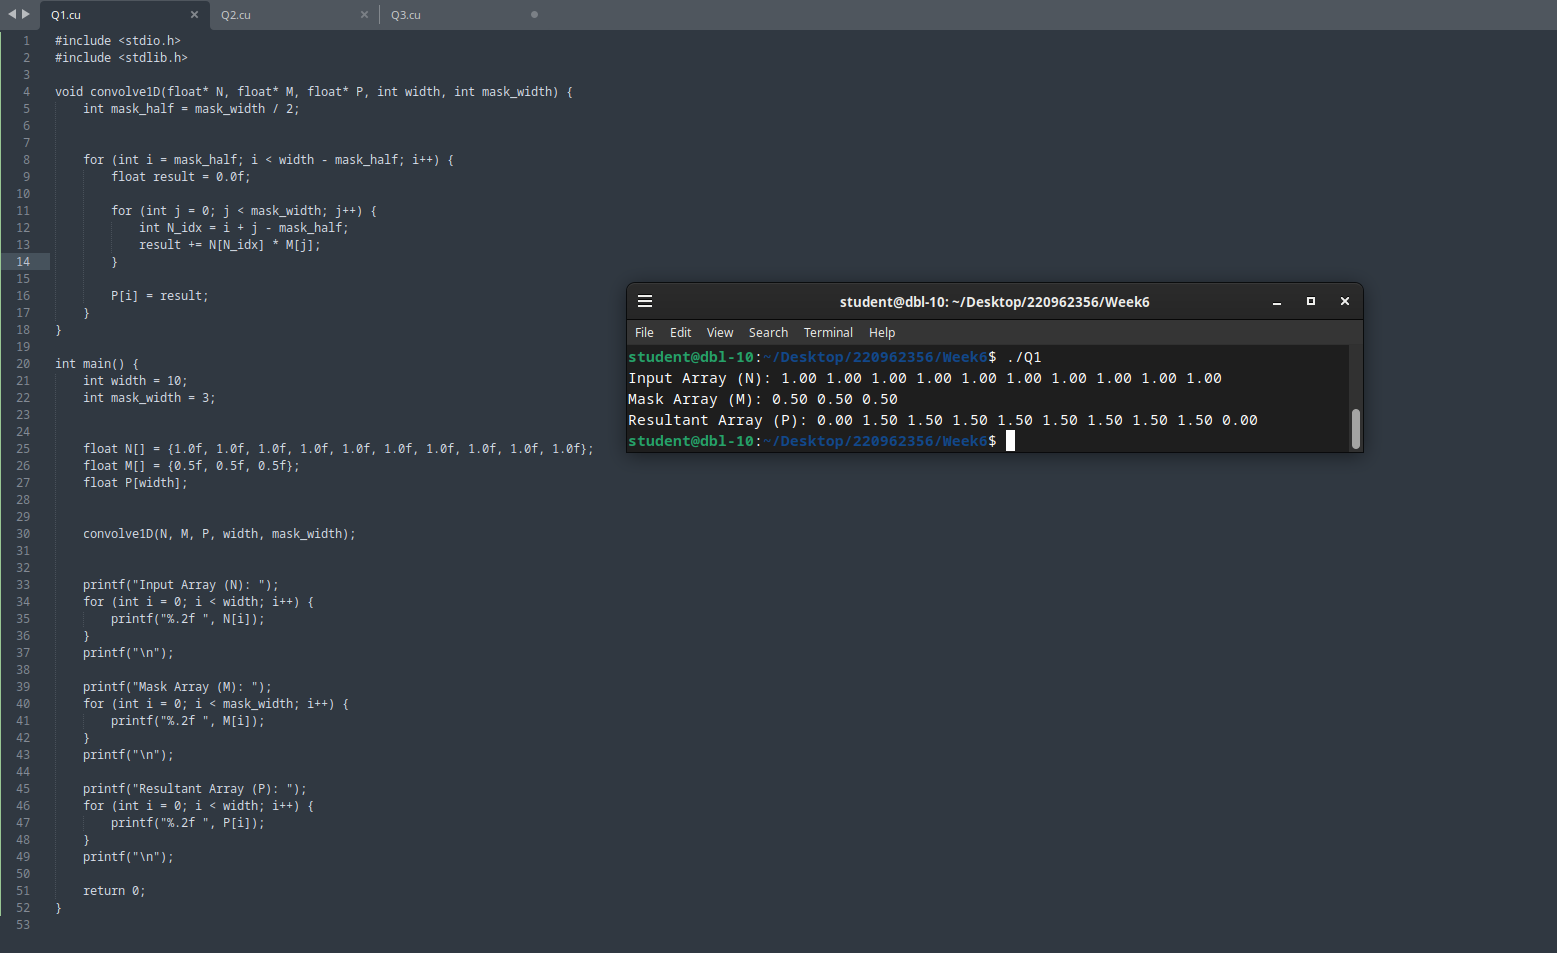 Q1.cu × Q2.cu × Q3.cu
1 #include <stdio.h>
2 #include <stdlib.h>
3
4 void convolve1D(float* N, float* M, float* P, int width, int mask_width) {
5     int mask_half = mask_width / 2;
6
7
8     for (int i = mask_half; i < width - mask_half; i++) {
9         float result = 0.0f;
10
11         for (int j = 0; j < mask_width; j++) {
12             int N_idx = i + j - mask_half;
13             result += N[N_idx] * M[j];
14         }
15
16         P[i] = result;
17     }
18 }
19
20 int main() {
21     int width = 10;
22     int mask_width = 3;
23
24
25     float N[] = {1.0f, 1.0f, 1.0f, 1.0f, 1.0f, 1.0f, 1.0f, 1.0f, 1.0f, 1.0f};
26     float M[] = {0.5f, 0.5f, 0.5f};
27     float P[width];
28
29
30     convolve1D(N, M, P, width, mask_width);
31
32
33     printf("Input Array (N): ");
34     for (int i = 0; i < width; i++) {
35         printf("%.2f ", N[i]);
36     }
37     printf("\n");
38
39     printf("Mask Array (M): ");
40     for (int i = 0; i < mask_width; i++) {
41         printf("%.2f ", M[i]);
42     }
43     printf("\n");
44
45     printf("Resultant Array (P): ");
46     for (int i = 0; i < width; i++) {
47         printf("%.2f ", P[i]);
48     }
49     printf("\n");
50
51     return 0;
52 }
53
student@dbl-10: ~/Desktop/220962356/Week6
File Edit View Search Terminal Help
student@dbl-10:~/Desktop/220962356/Week6$ ./Q1
Input Array (N): 1.00 1.00 1.00 1.00 1.00 1.00 1.00 1.00 1.00 1.00
Mask Array (M): 0.50 0.50 0.50
Resultant Array (P): 0.00 1.50 1.50 1.50 1.50 1.50 1.50 1.50 1.50 0.00
student@dbl-10:~/Desktop/220962356/Week6$